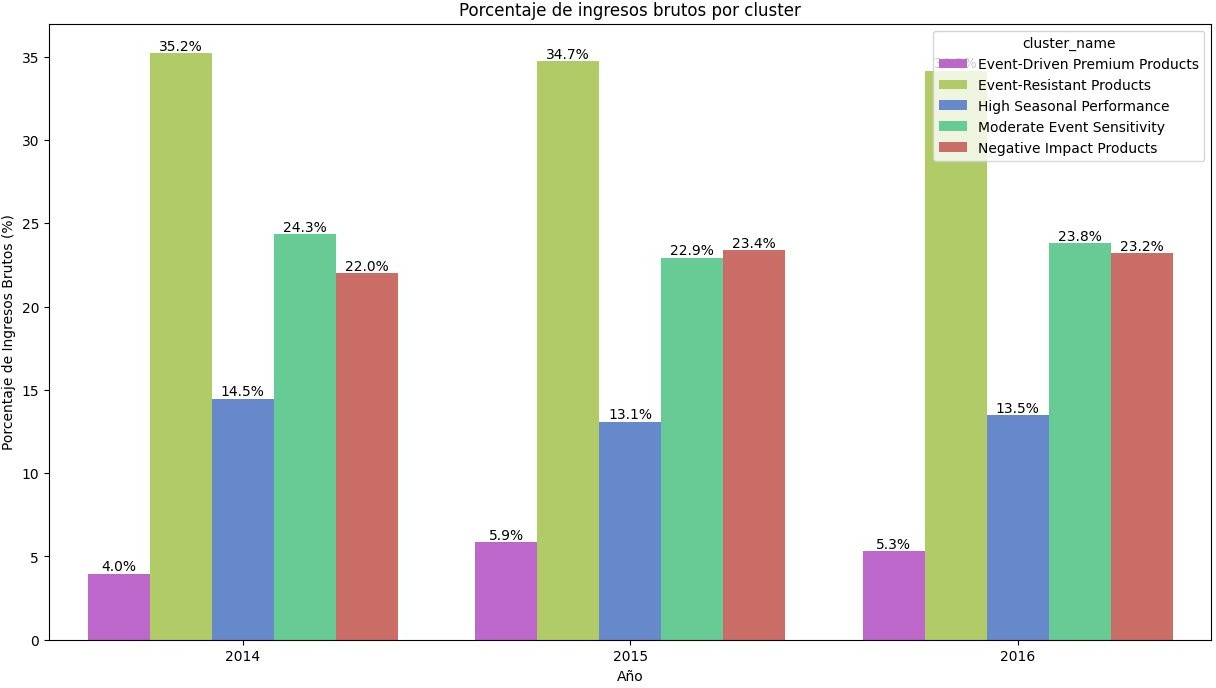 Porcentaje de ingresos brutos por cluster
cluster_name
Event-Driven Premium Products
Event-Resistant Products
High Seasonal Performance
Moderate Event Sensitivity
Negative Impact Products
Porcentaje de Ingresos Brutos (%)
35
30
25
20
15
10
5
0
4.0%
35.2%
14.5%
24.3%
22.0%
5.9%
34.7%
13.1%
22.9%
23.4%
5.3%
13.5%
23.8%
23.2%
2014
2015
2016
Año